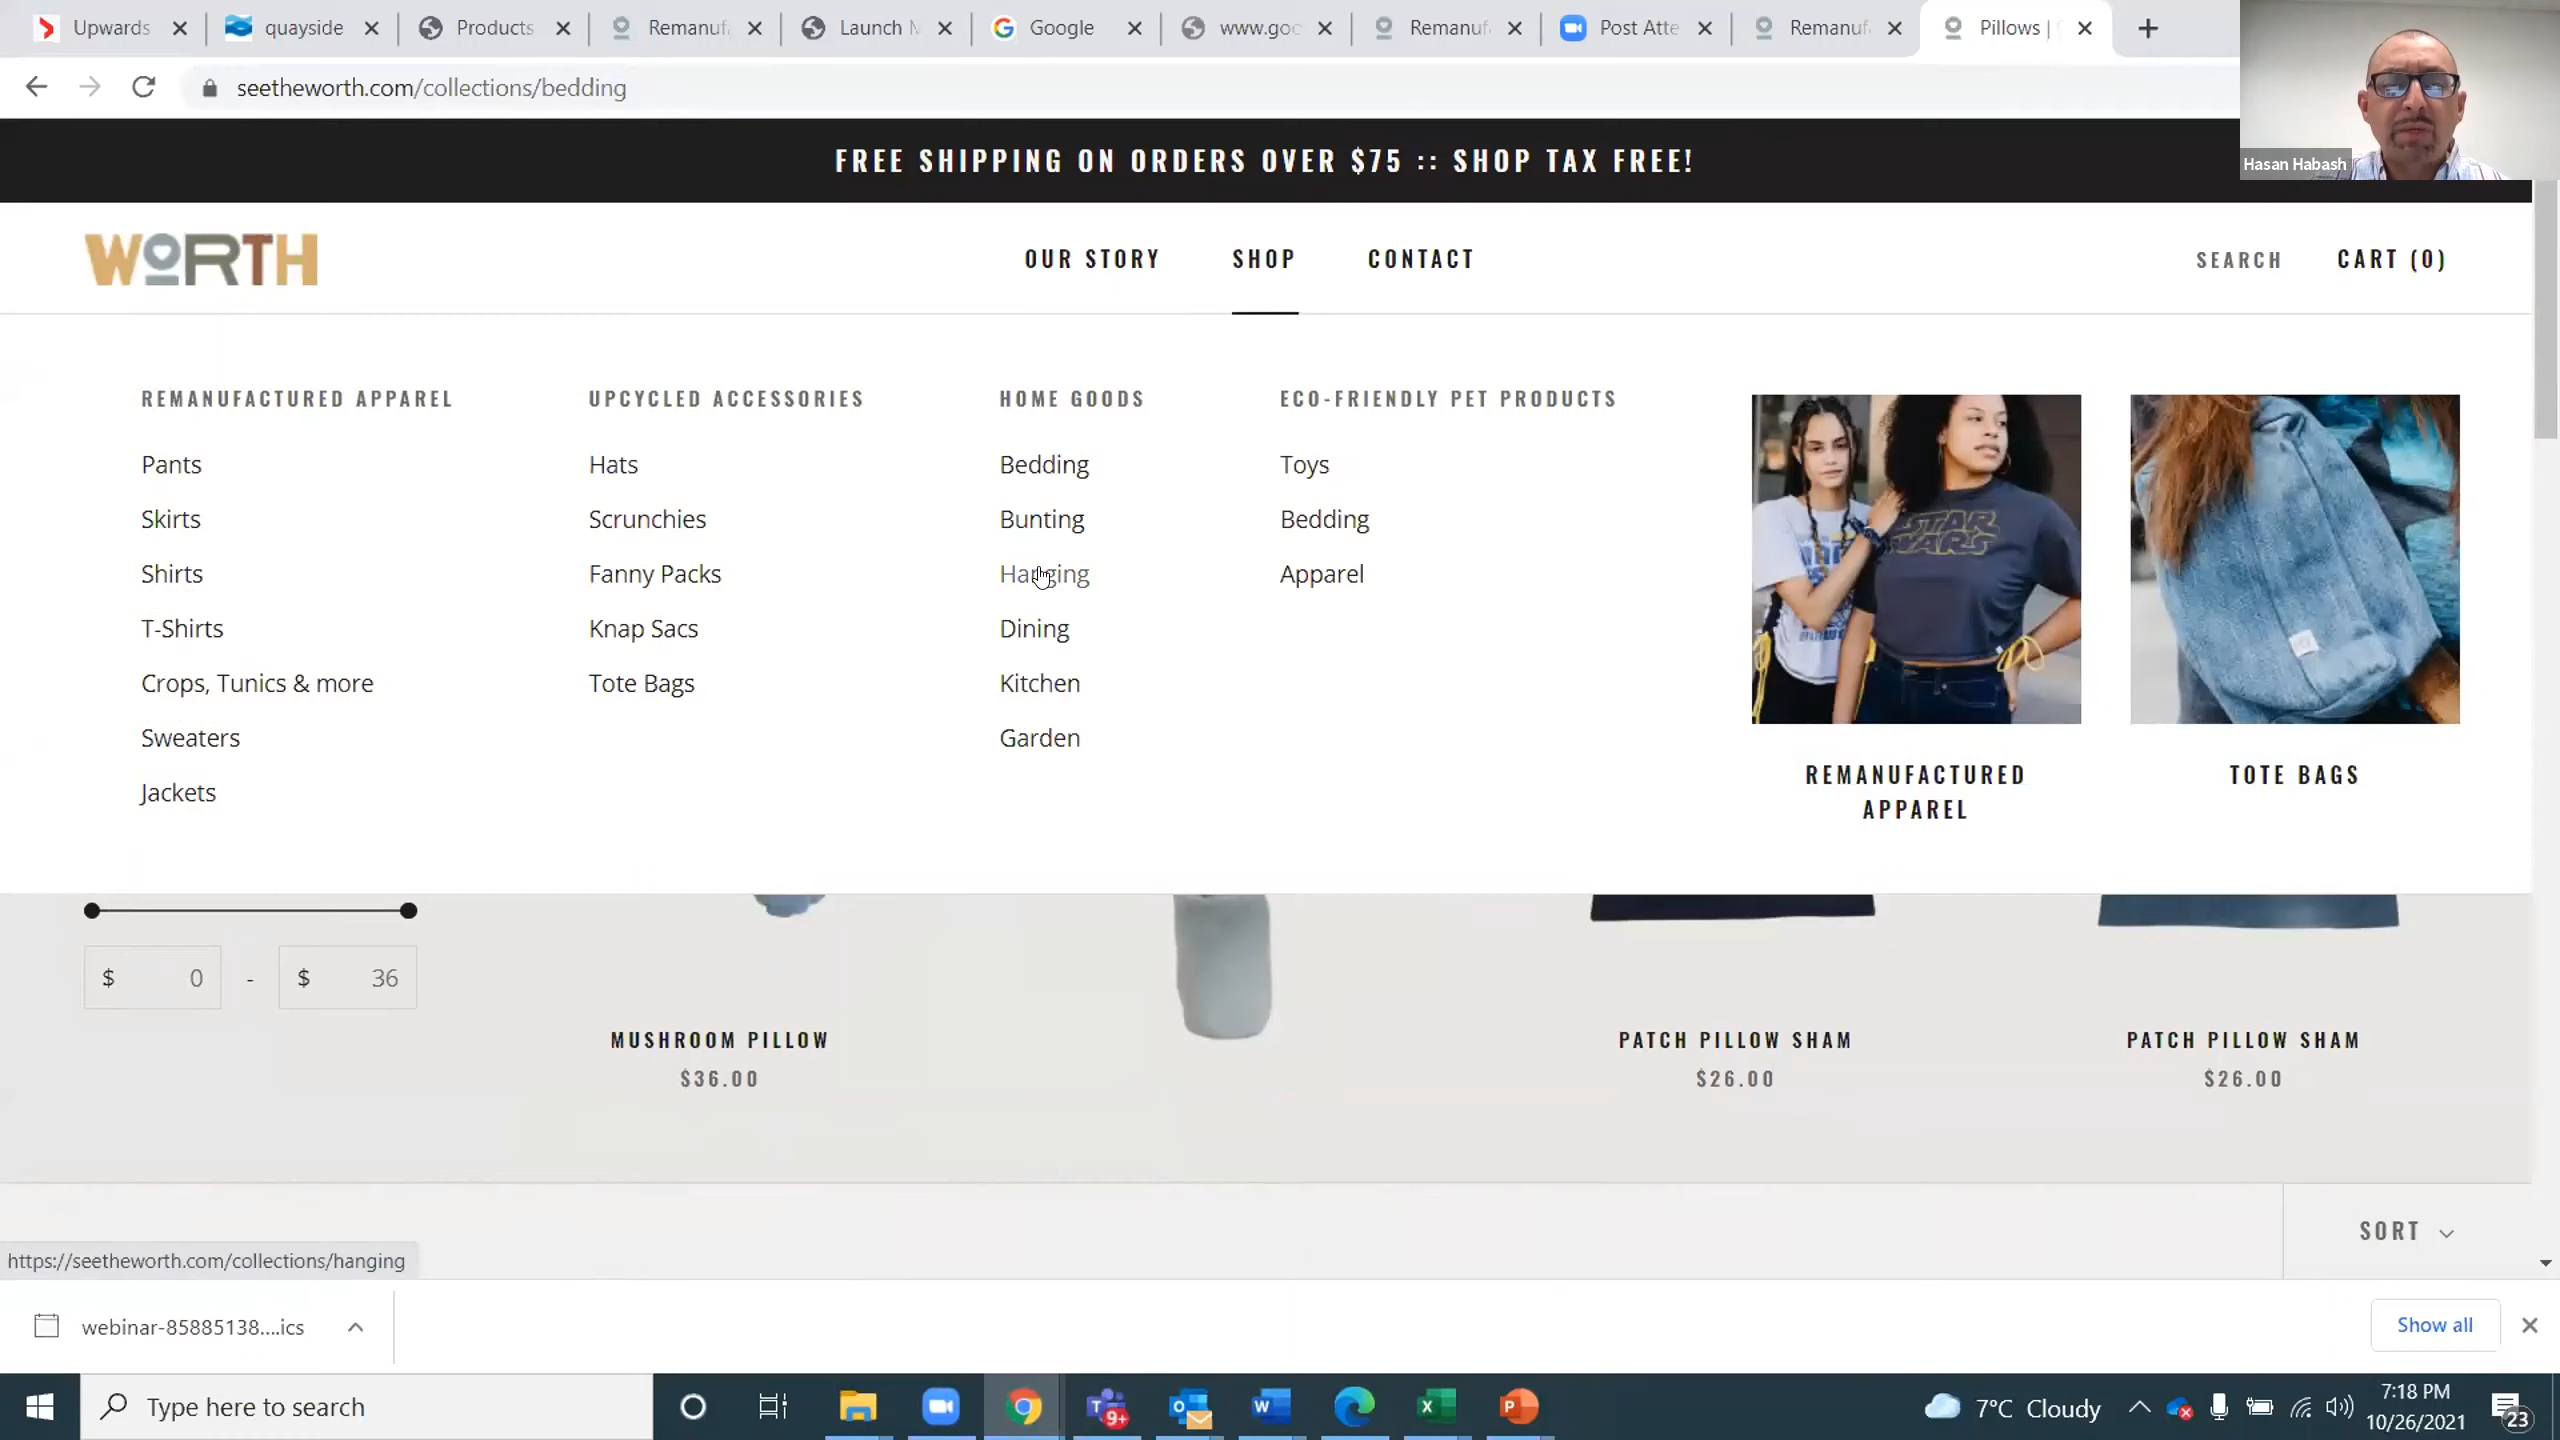 Upwards
quayside
Products
Remanuf
Launch M
Google
www.goo
Remanuf
Post Atte
Remanuf
Pillows |
seetheworth.com/collections/bedding
Hasan Habash
FREE SHIPPING ON ORDERS OVER $75 :: SHOP TAX FREE!
WORTH
OUR STORY
SHOP
CONTACT
SEARCH
CART (0)
REMANUFACTURED APPAREL
Pants
Skirts
Shirts
T-Shirts
Crops, Tunics & more
Sweaters
Jackets
UPCYCLED ACCESSORIES
Hats
Scrunchies
Fanny Packs
Knap Sacs
Tote Bags
HOME GOODS
Bedding
Bunting
Hanging
Dining
Kitchen
Garden
ECO-FRIENDLY PET PRODUCTS
Toys
Bedding
Apparel
STAR
WARS
REMANUFACTURED
APPAREL
TOTE BAGS
$ 0 - $ 36
MUSHROOM PILLOW
$36.00
PATCH PILLOW SHAM
$26.00
PATCH PILLOW SHAM
$26.00
SORT
https://seetheworth.com/collections/hanging
webinar-85885138....ics
Show all
Type here to search
9+
7°C Cloudy
7:18 PM
10/26/2021
23